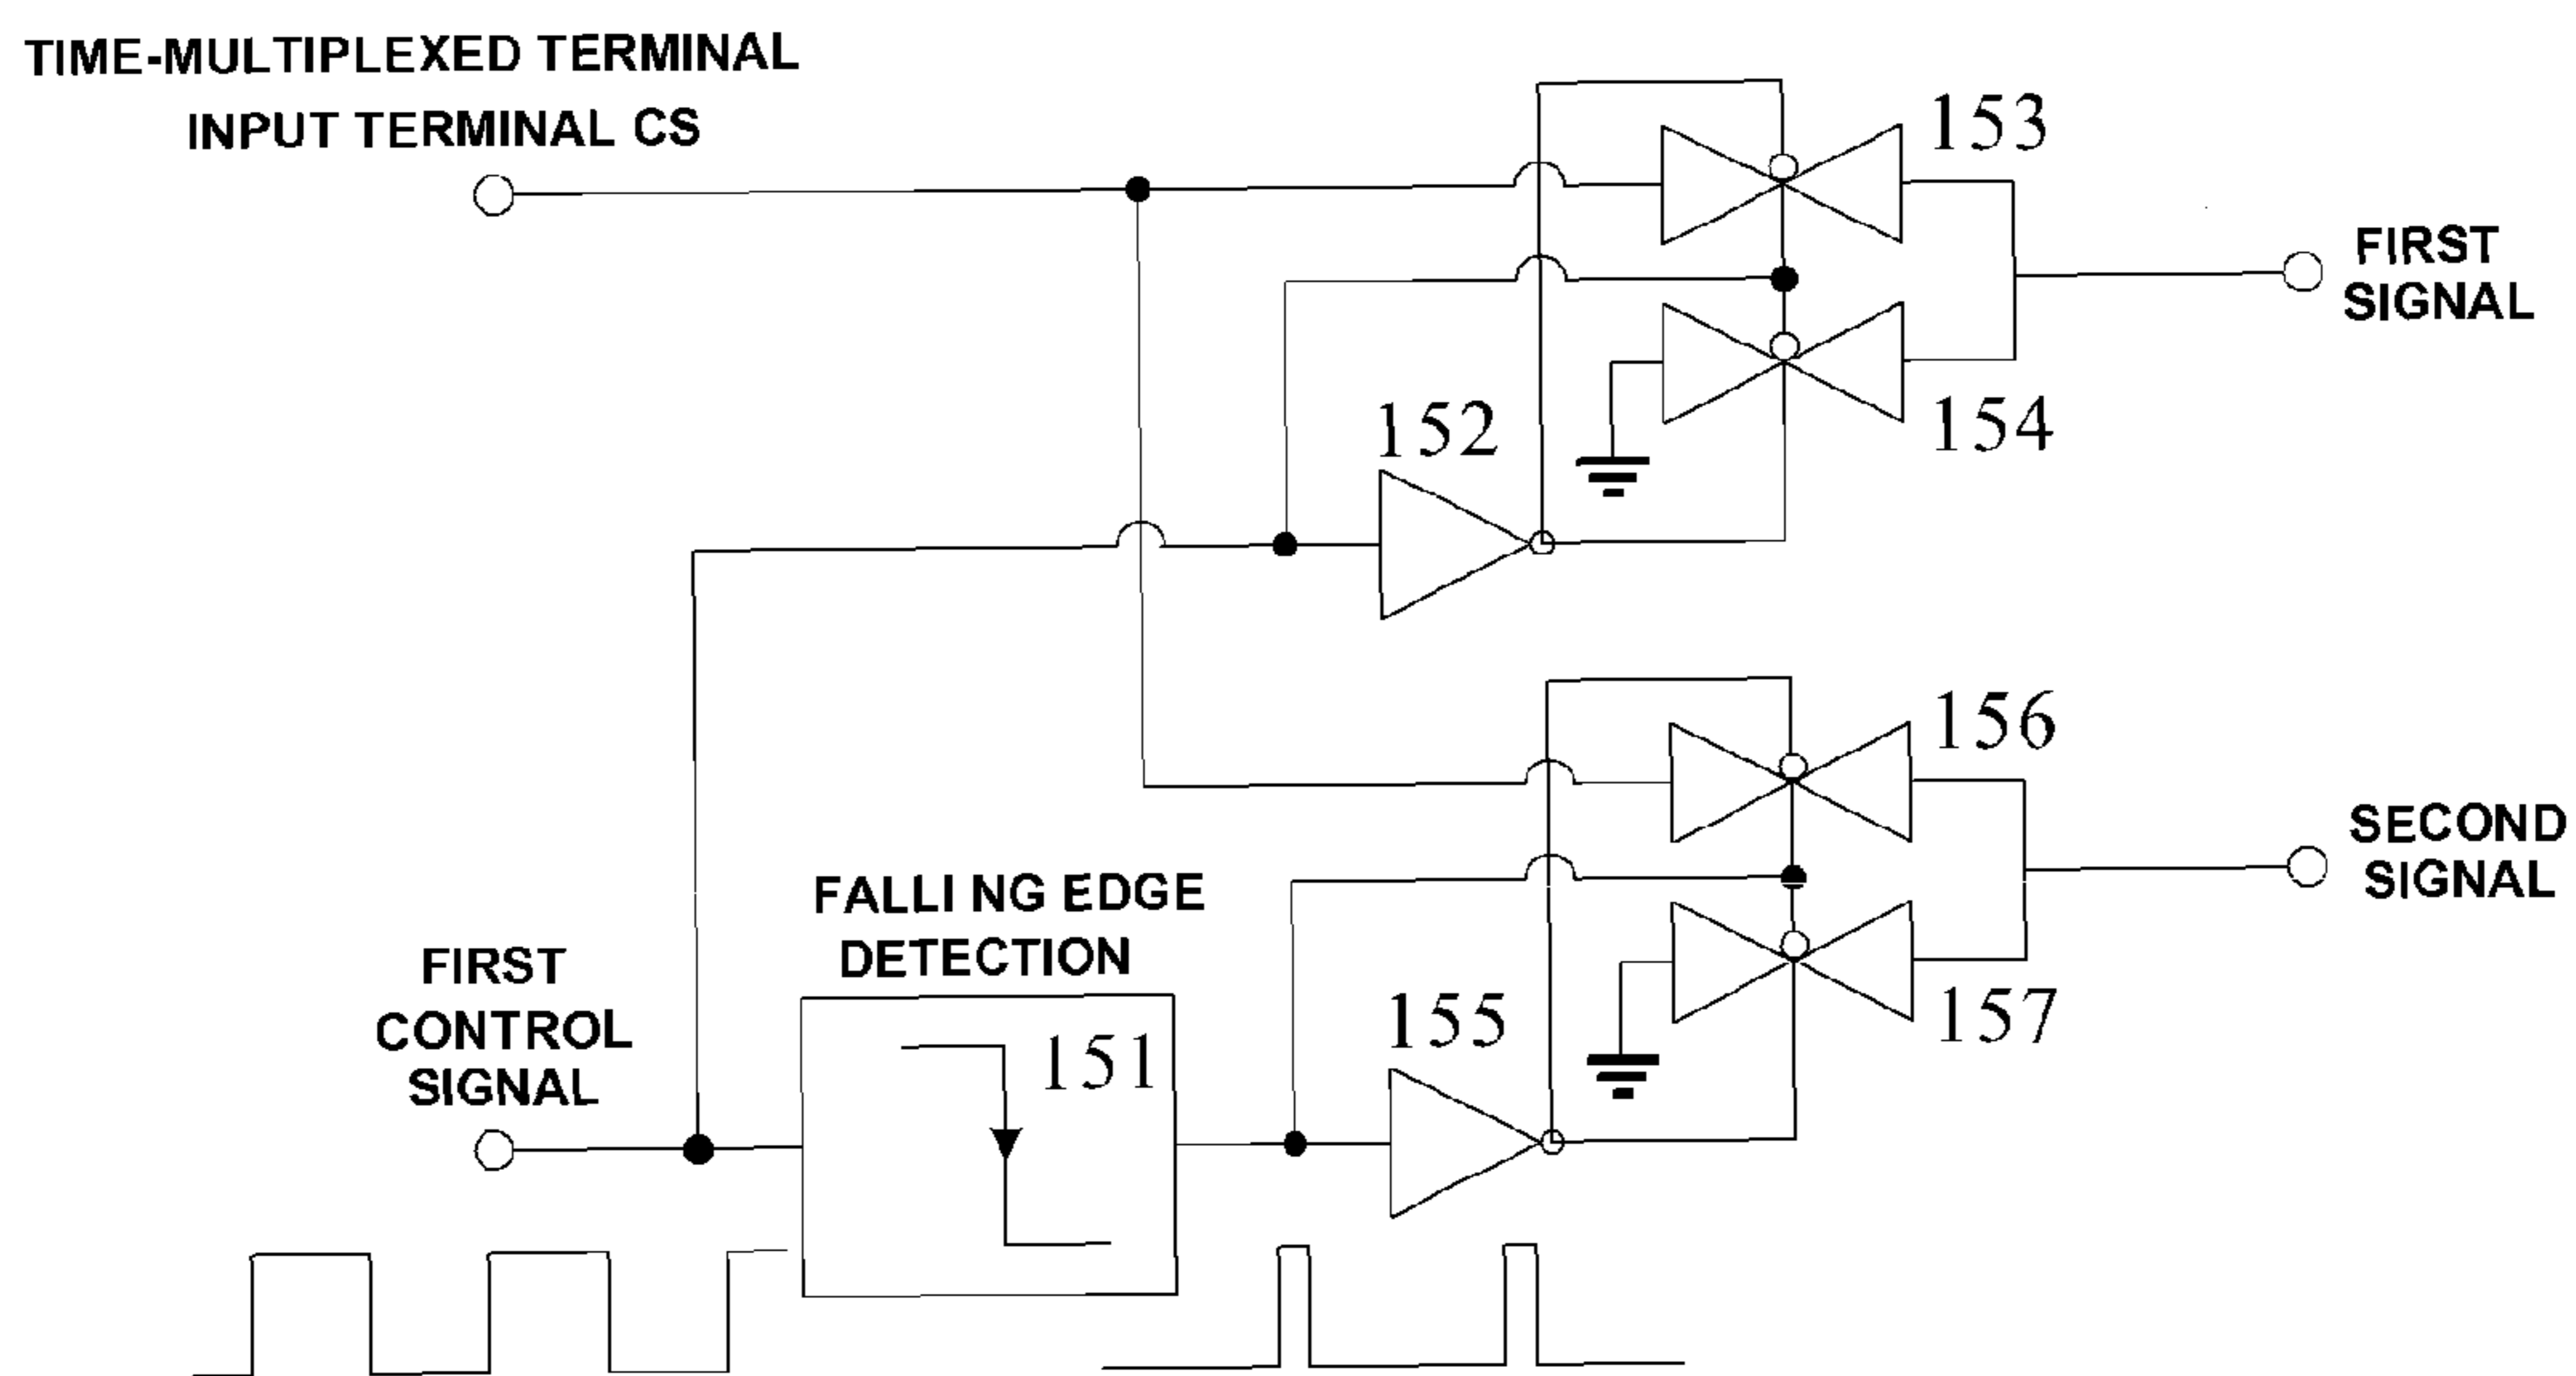 TIME-MULTIPLEXED TERMINAL
INPUT TERMINAL CS
153
FIRST
SIGNAL
154
152
156
SECOND
SIGNAL
157
FALLI NG EDGE
DETECTION
155
151
FIRST
CONTROL
SIGNAL